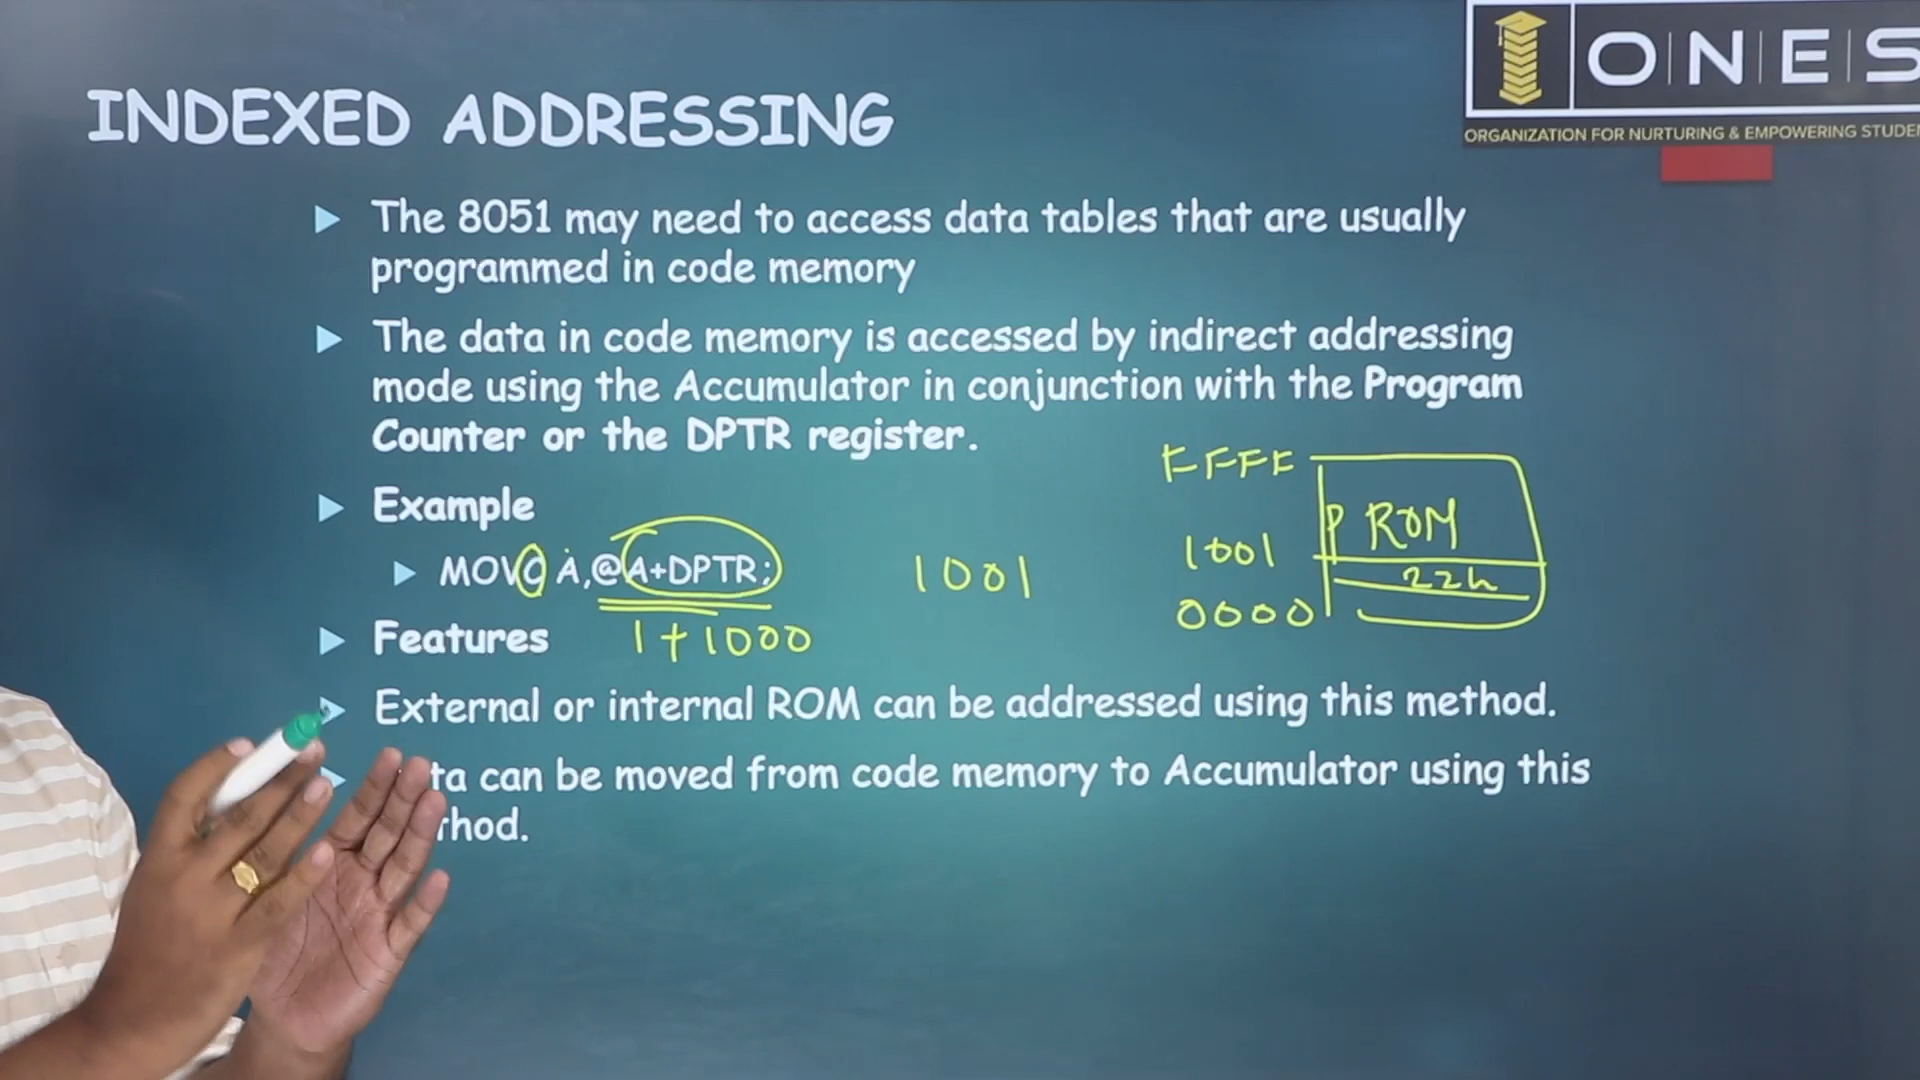 ONES
ORGANIZATION FOR NURTURING & EMPOWERING STUDE
INDEXED ADDRESSING
The 8051 may need to access data tables that are usually
programmed in code memory
The data in code memory is accessed by indirect addressing
mode using the Accumulator in conjunction with the Program
Counter or the DPTR register.
FFFF
P ROM
Example
1001
MOVC A,@A+DPTR;
1001
22h
0000
Features
1 + 1000
External or internal ROM can be addressed using this method.
ta can be moved from code memory to Accumulator using this
thod.